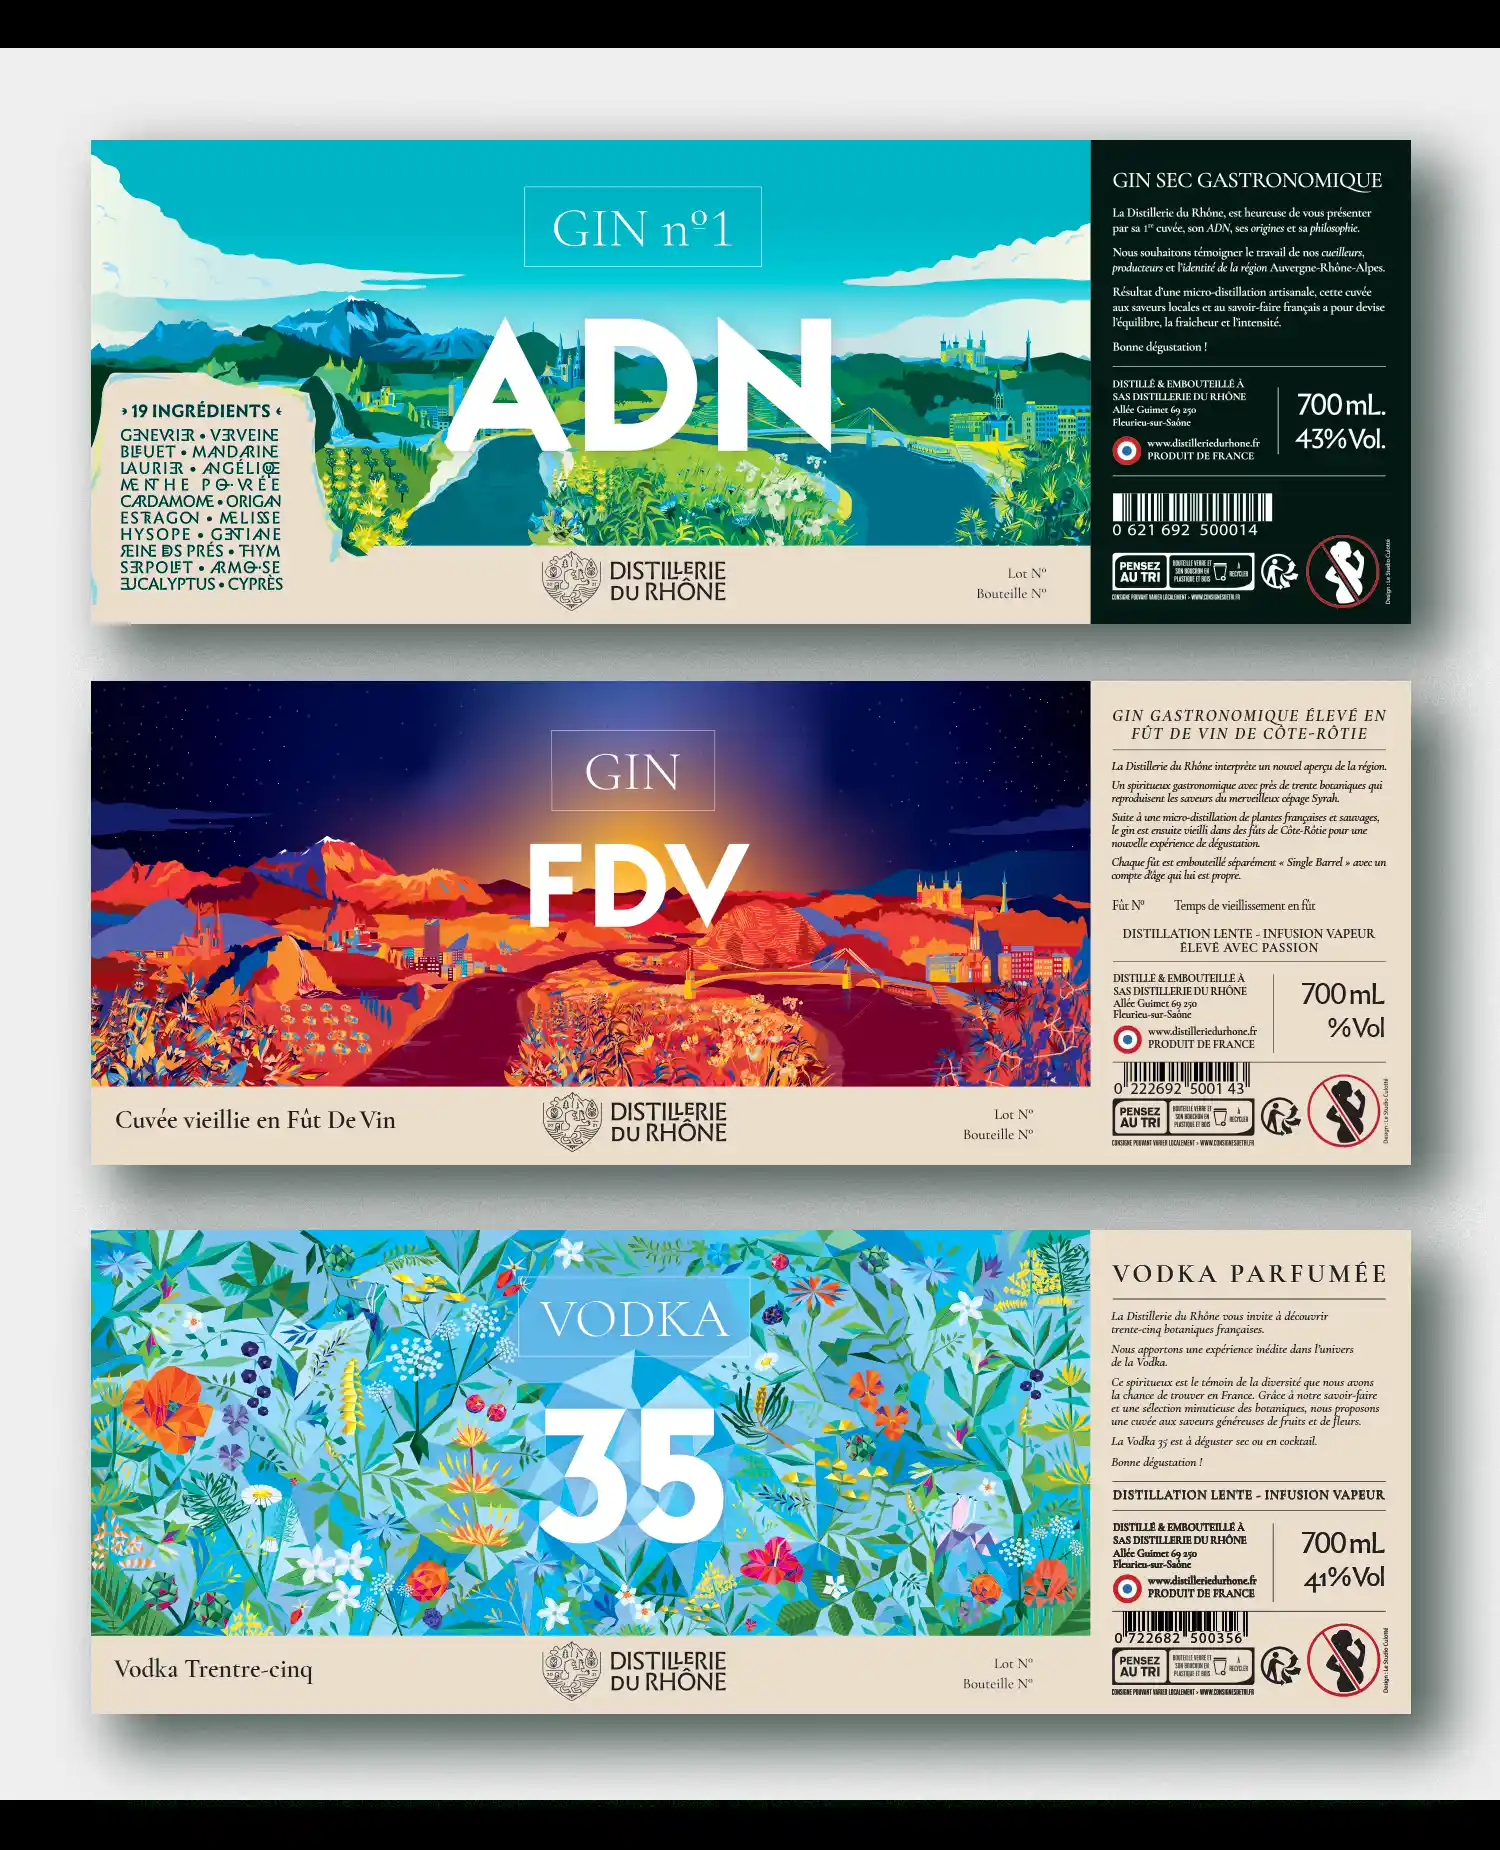 GIN nº1
ADN
› 19 INGRÉDIENTS ‹
GENEVRIER • VERVEINE
BLEUET • MANDARINE
LAURIER • ANGÉLIQUE
MENTHE POIVRÉE
CARDAMOME • ORIGAN
ESTRAGON • MÉLISSE
HYSOPE • GENTIANE
REINE DES PRÉS • THYM
SERPOLET • ARMOISE
EUCALYPTUS • CYPRÈS
DISTILLERIE
DU RHÔNE
Lot Nº
Bouteille Nº
GIN SEC GASTRONOMIQUE
La Distillerie du Rhône, est heureuse de vous présenter
par sa 1re cuvée, son ADN, ses origines et sa philosophie.
Nous souhaitons témoigner le travail de nos cueilleurs,
producteurs et l'identité de la région Auvergne-Rhône-Alpes.
Résultat d'une micro-distillation artisanale, cette cuvée
aux saveurs locales et au savoir-faire français a pour devise
l'équilibre, la fraîcheur et l'intensité.
Bonne dégustation !
DISTILLÉ & EMBOUTEILLÉ À
SAS DISTILLERIE DU RHÔNE
Allée Guimet 69 250
Fleurieu-sur-Saône
www.distilleriedurhone.fr
PRODUIT DE FRANCE
700 mL.
43% Vol.
0 621 692 500014
PENSEZ
AU TRI
BOUTEILLE VERRE ET
SON BOUCHON EN
PLASTIQUE ET BOIS
À
RECYCLER
CONSIGNE POUVANT VARIER LOCALEMENT > WWW.CONSIGNESDETRI.FR
Design : Le Studio Culotté
GIN
FDV
Cuvée vieillie en Fût De Vin
DISTILLERIE
DU RHÔNE
Lot Nº
Bouteille Nº
GIN GASTRONOMIQUE ÉLEVÉ EN
FÛT DE VIN DE CÔTE-RÔTIE
La Distillerie du Rhône interprète un nouvel aperçu de la région.
Un spiritueux gastronomique avec près de trente botaniques qui
reproduisent les saveurs du merveilleux cépage Syrah.
Suite à une micro-distillation de plantes françaises et sauvages,
le gin est ensuite vieilli dans des fûts de Côte-Rôtie pour une
nouvelle expérience de dégustation.
Chaque fût est embouteillé séparément « Single Barrel » avec un
compte d'âge qui lui est propre.
Fût Nº Temps de vieillissement en fût
DISTILLATION LENTE - INFUSION VAPEUR
ÉLEVÉ AVEC PASSION
DISTILLÉ & EMBOUTEILLÉ À
SAS DISTILLERIE DU RHÔNE
Allée Guimet 69 250
Fleurieu-sur-Saône
www.distilleriedurhone.fr
PRODUIT DE FRANCE
700 mL
%Vol
0 222692 5001 43
PENSEZ
AU TRI
BOUTEILLE VERRE ET
SON BOUCHON EN
PLASTIQUE ET BOIS
À
RECYCLER
CONSIGNE POUVANT VARIER LOCALEMENT > WWW.CONSIGNESDETRI.FR
Design : Le Studio Culotté
VODKA
35
Vodka Trentre-cinq
DISTILLERIE
DU RHÔNE
Lot Nº
Bouteille Nº
VODKA PARFUMÉE
La Distillerie du Rhône vous invite à découvrir
trente-cinq botaniques françaises.
Nous apportons une expérience inédite dans l'univers
de la Vodka.
Ce spiritueux est le témoin de la diversité que nous avons
la chance de trouver en France. Grâce à notre savoir-faire
et une sélection minutieuse des botaniques, nous proposons
une cuvée aux saveurs généreuses de fruits et de fleurs.
La Vodka 35 est à déguster sec ou en cocktail.
Bonne dégustation !
DISTILLATION LENTE - INFUSION VAPEUR
DISTILLÉ & EMBOUTEILLÉ À
SAS DISTILLERIE DU RHÔNE
Allée Guimet 69 250
Fleurieu-sur-Saône
www.distilleriedurhone.fr
PRODUIT DE FRANCE
700 mL
41%Vol
0 722682 500356
PENSEZ
AU TRI
BOUTEILLE VERRE ET
SON BOUCHON EN
PLASTIQUE ET BOIS
À
RECYCLER
CONSIGNE POUVANT VARIER LOCALEMENT > WWW.CONSIGNESDETRI.FR
Design : Le Studio Culotté